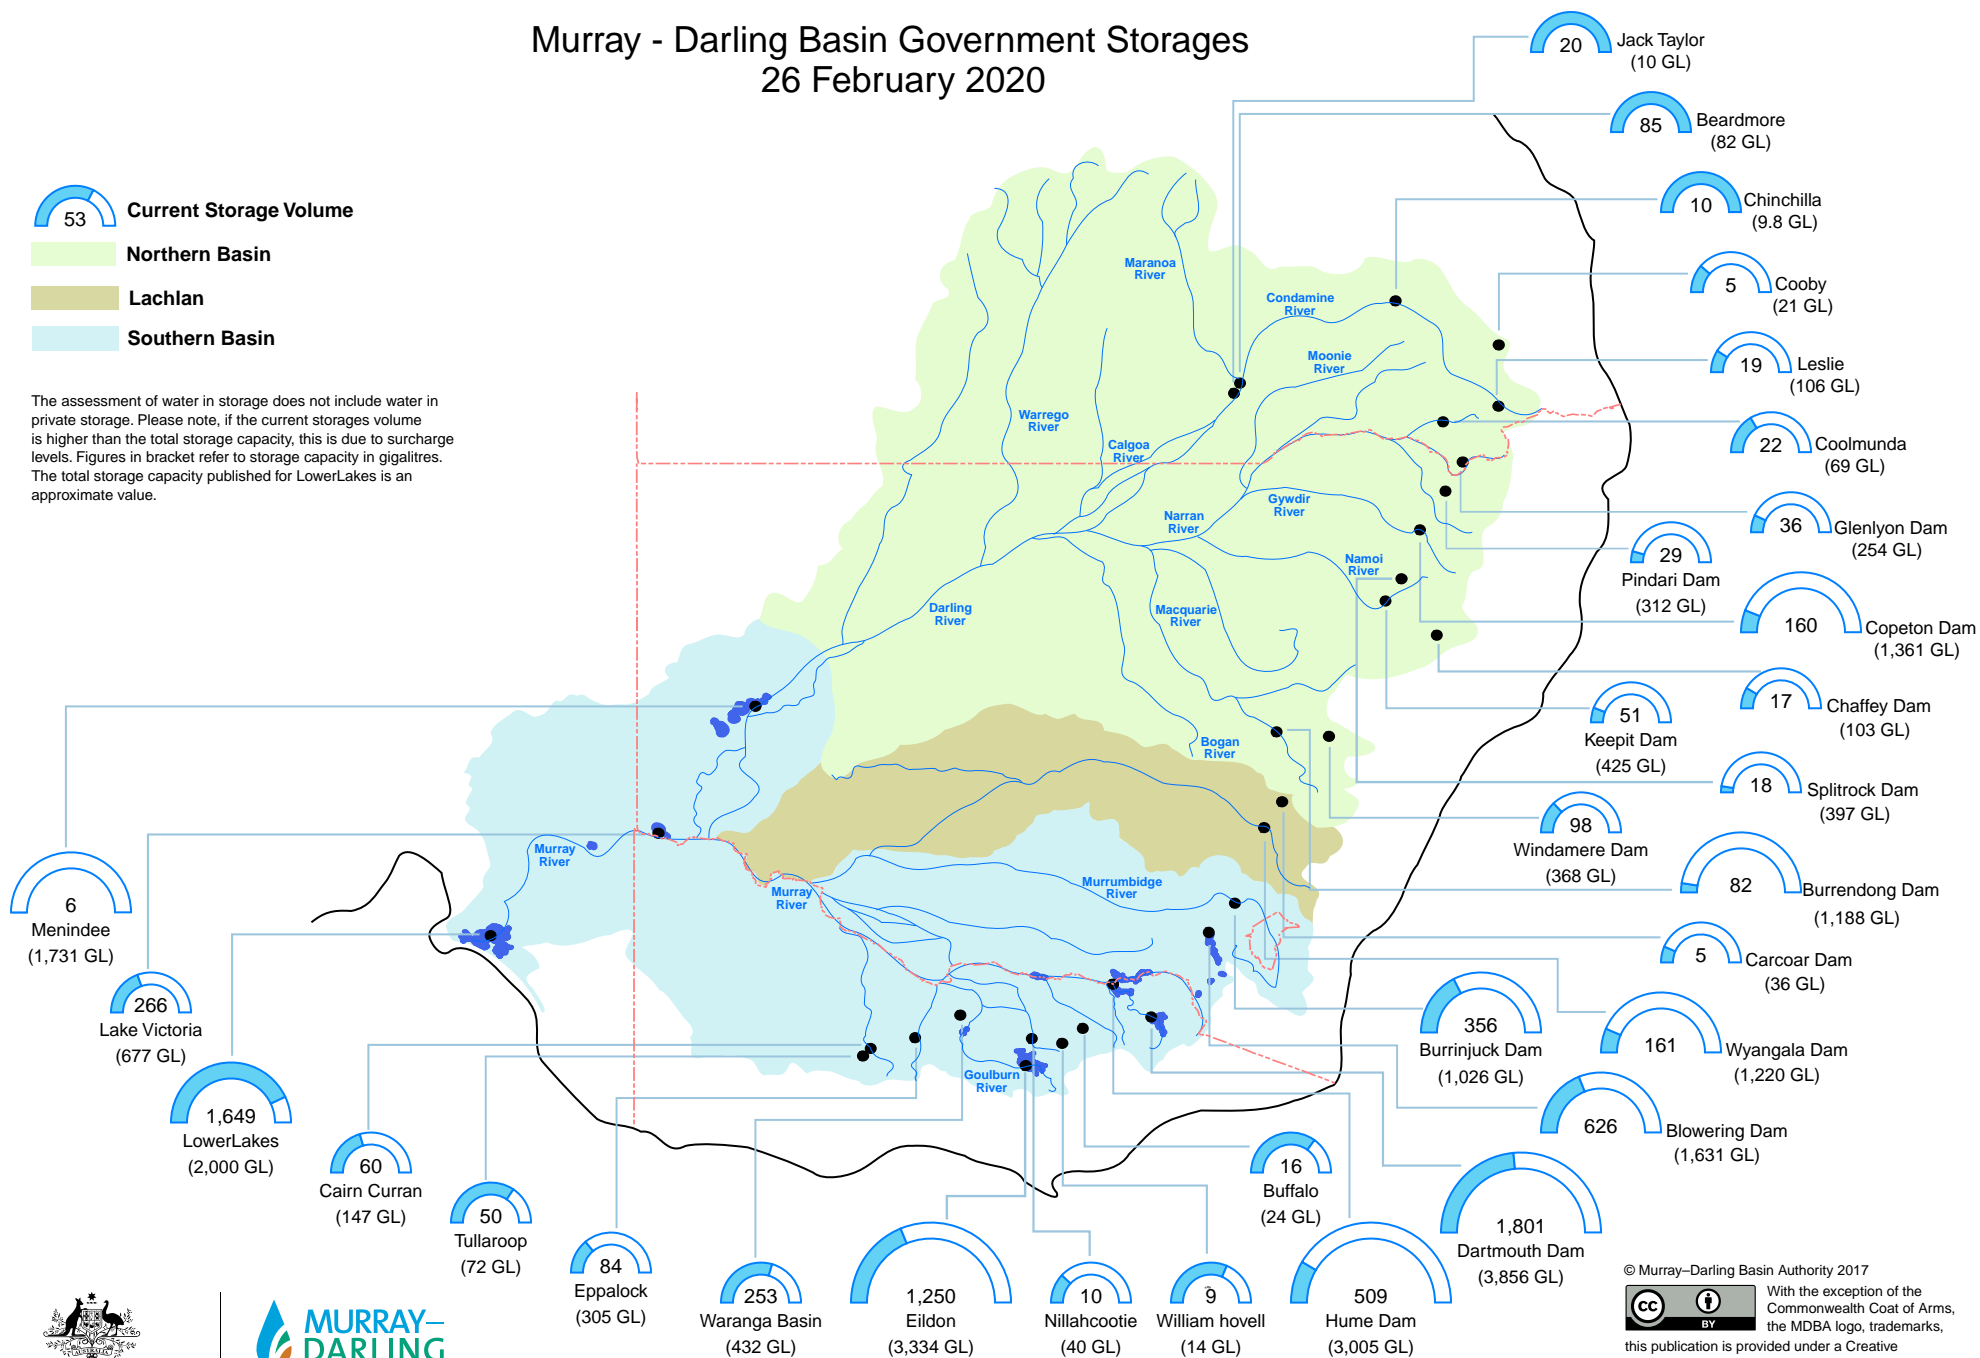 Murray - Darling Basin Government Storages
26 February 2020
53
Current Storage Volume
Northern Basin
Lachlan
Southern Basin
The assessment of water in storage does not include water in
private storage. Please note, if the current storages volume
is higher than the total storage capacity, this is due to surcharge
levels. Figures in bracket refer to storage capacity in gigalitres.
The total storage capacity published for LowerLakes is an
approximate value.
20
Jack Taylor
(10 GL)
85
Beardmore
(82 GL)
10
Chinchilla
(9.8 GL)
5
Cooby
(21 GL)
19
Leslie
(106 GL)
22
Coolmunda
(69 GL)
36
Glenlyon Dam
(254 GL)
29
Pindari Dam
(312 GL)
160
Copeton Dam
(1,361 GL)
17
Chaffey Dam
(103 GL)
51
Keepit Dam
(425 GL)
18
Splitrock Dam
(397 GL)
98
Windamere Dam
(368 GL)
82
Burrendong Dam
(1,188 GL)
5
Carcoar Dam
(36 GL)
356
Burrinjuck Dam
(1,026 GL)
161
Wyangala Dam
(1,220 GL)
626
Blowering Dam
(1,631 GL)
1,801
Dartmouth Dam
(3,856 GL)
16
Buffalo
(24 GL)
509
Hume Dam
(3,005 GL)
9
William hovell
(14 GL)
10
Nillahcootie
(40 GL)
1,250
Eildon
(3,334 GL)
253
Waranga Basin
(432 GL)
84
Eppalock
(305 GL)
50
Tullaroop
(72 GL)
60
Cairn Curran
(147 GL)
1,649
LowerLakes
(2,000 GL)
266
Lake Victoria
(677 GL)
6
Menindee
(1,731 GL)
Maranoa
River
Condamine
River
Moonie
River
Warrego
River
Calgoa
River
Gywdir
River
Narran
River
Namoi
River
Darling
River
Macquarie
River
Bogan
River
Murray
River
Murray
River
Murrumbidge
River
Goulburn
River
AUSTRALIA
MURRAY–
DARLING
© Murray–Darling Basin Authority 2017
cc
BY
With the exception of the
Commonwealth Coat of Arms,
the MDBA logo, trademarks,
this publication is provided under a Creative